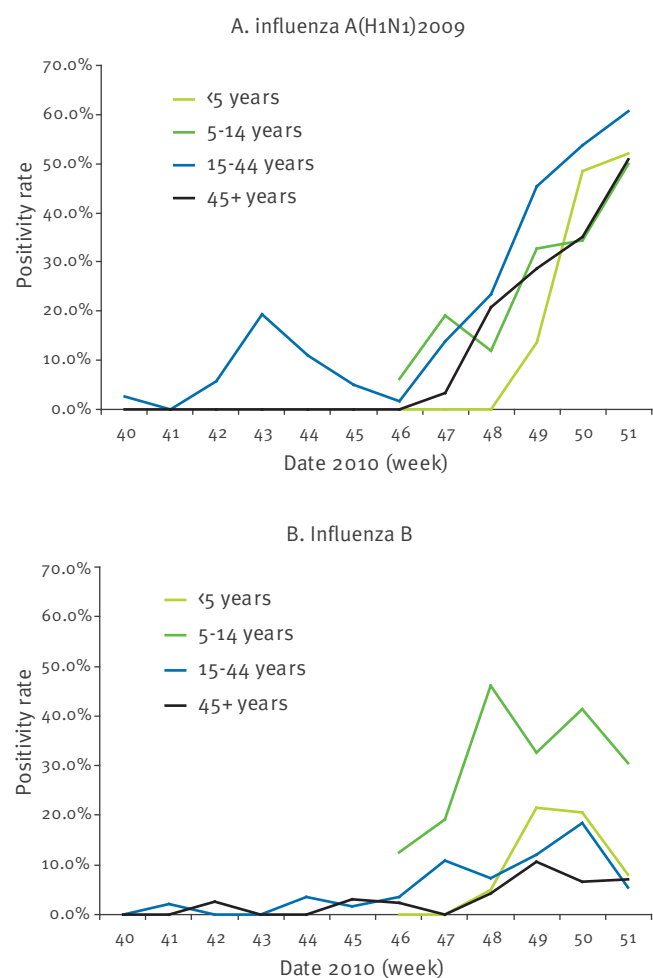 A. influenza A(H1N1)2009
70.0%
60.0%
50.0%
40.0%
30.0%
20.0%
10.0%
0.0%
Positivity rate
<5 years
5-14 years
15-44 years
45+ years
40 41 42 43 44 45 46 47 48 49 50 51
Date 2010 (week)
B. Influenza B
70.0%
60.0%
50.0%
40.0%
30.0%
20.0%
10.0%
0.0%
Positivity rate
<5 years
5-14 years
15-44 years
45+ years
40 41 42 43 44 45 46 47 48 49 50 51
Date 2010 (week)